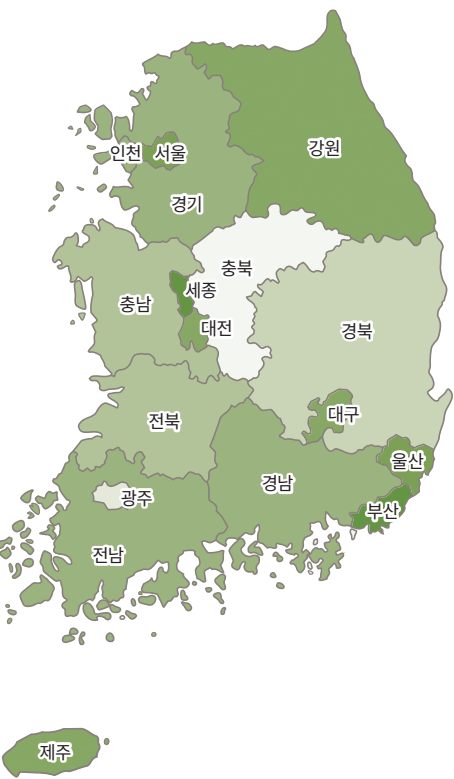 강원
인천
서울
경기
충북
세종
충남
대전
경북
대구
전북
울산
경남
광주
부산
전남
제주